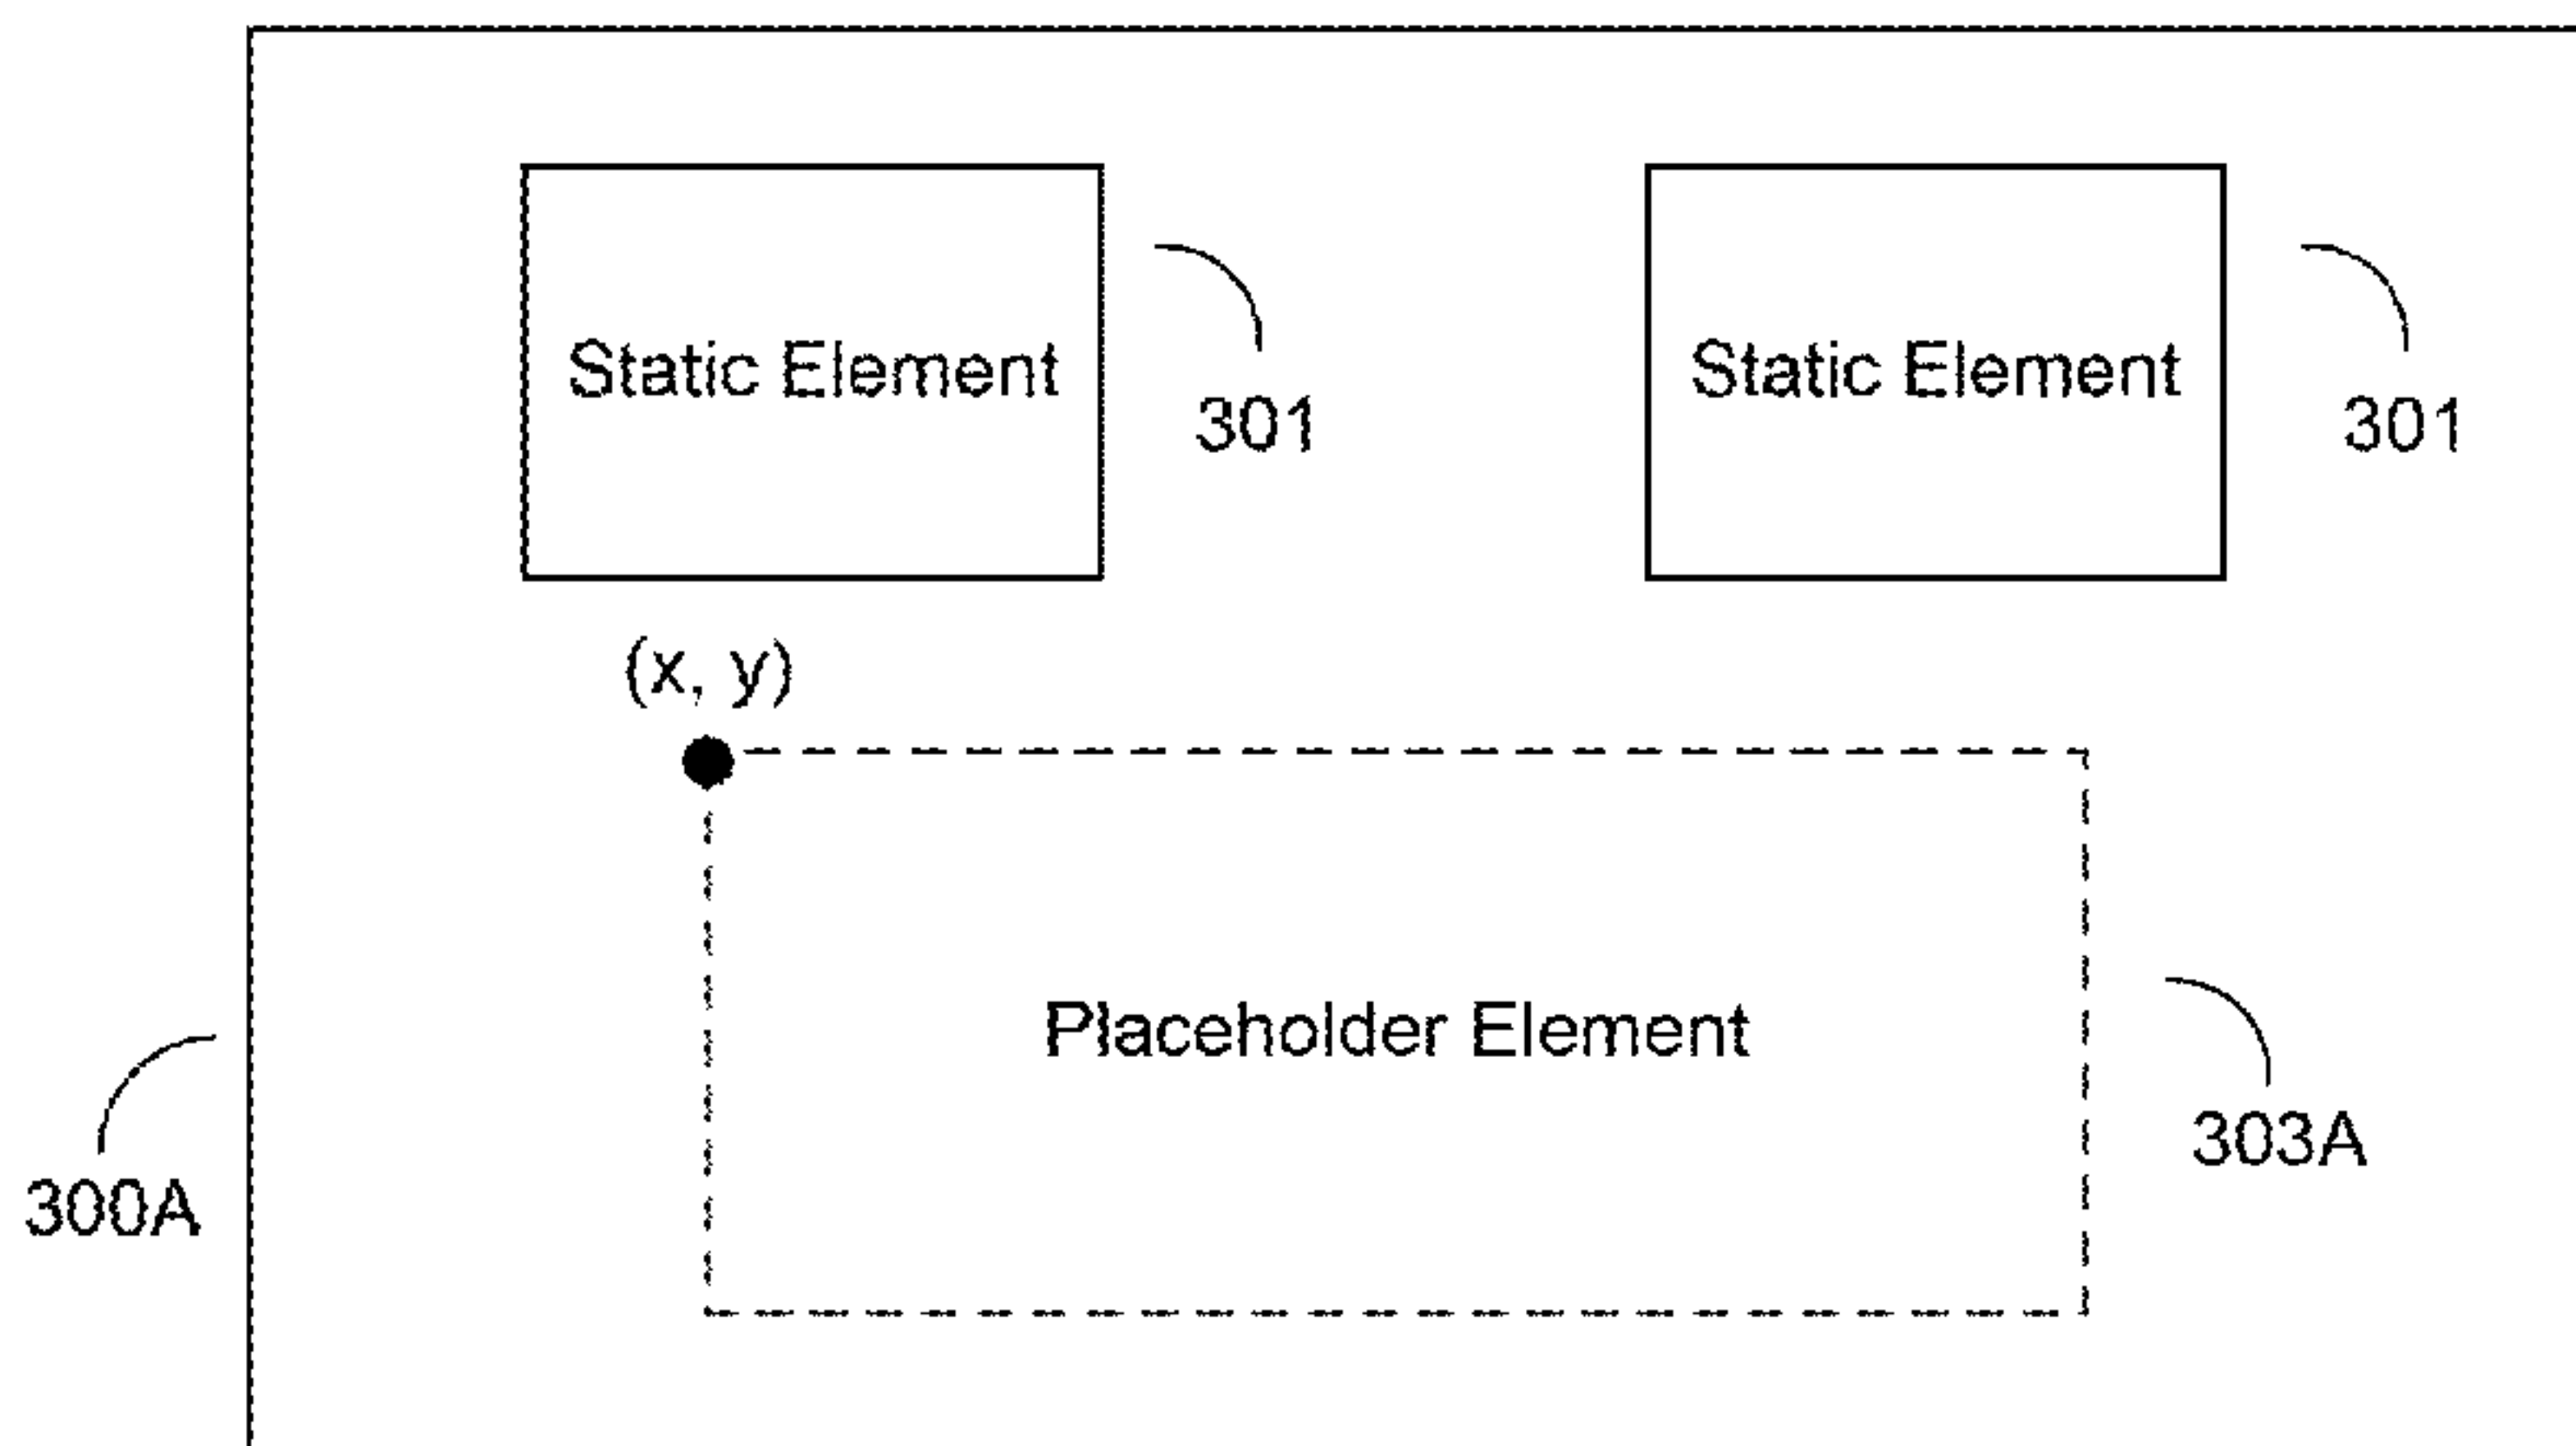 Static Element
Static Element
301
301
(x, y)
Placeholder Element
303A
300A